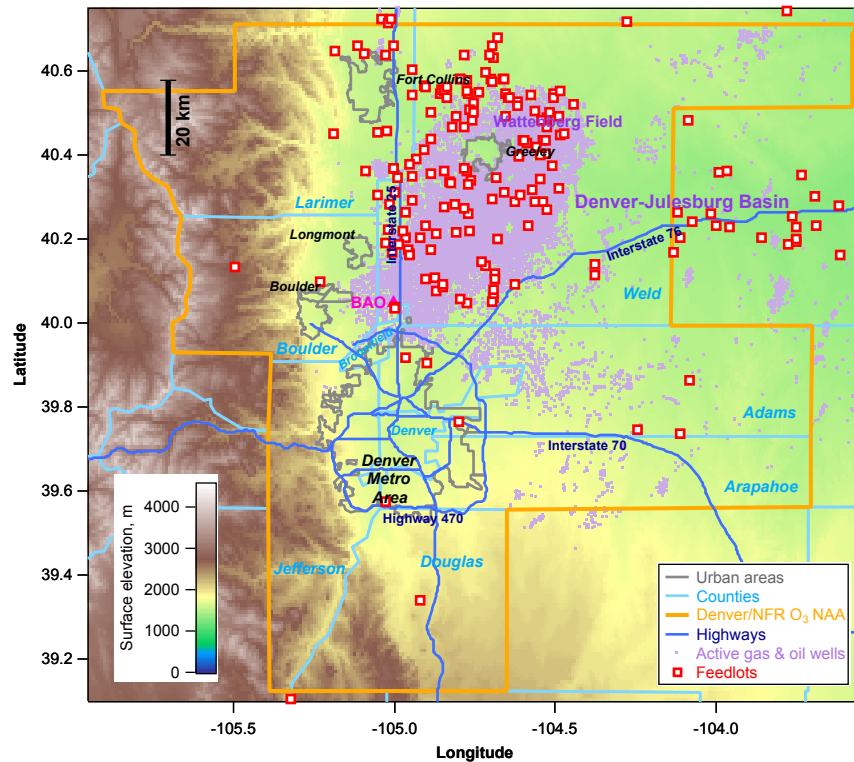 40.6
40.4
40.2
40.0
39.8
39.6
39.4
39.2
Latitude
-105.5
-105.0
-104.5
-104.0
Longitude
20 km
Fort Collins
Wattenberg Field
Greeley
Larimer
Interstate 25
Denver-Julesburg Basin
Longmont
Interstate 76
Boulder
BAO
Weld
Boulder
Broomfield
Adams
Denver
Interstate 70
Denver
Metro
Area
Arapahoe
Highway 470
Jefferson
Douglas
Surface elevation, m
4000
3000
2000
1000
0
Urban areas
Counties
Denver/NFR O₃ NAA
Highways
Active gas & oil wells
Feedlots